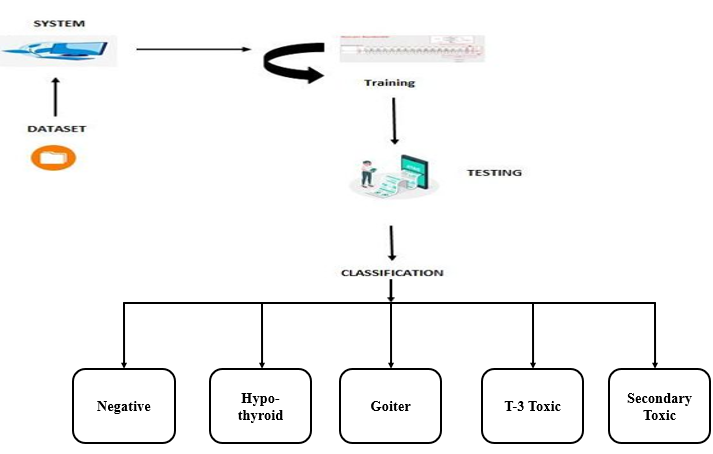 SYSTEM
DATASET
Training
TESTING
CLASSIFICATION
Negative
Hypo-
thyroid
Goiter
T-3 Toxic
Secondary
Toxic